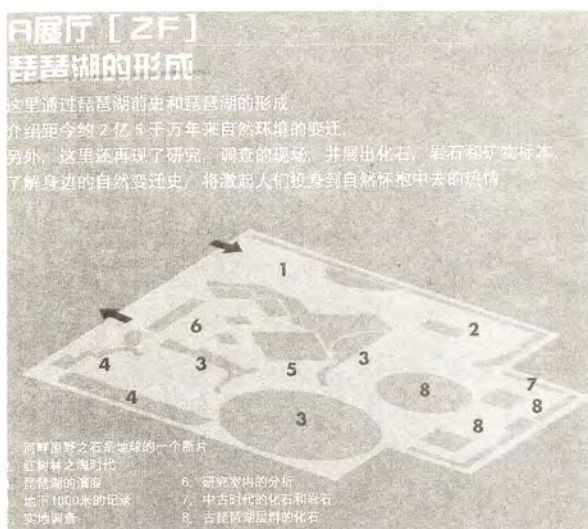 A展厅 [ 2F ]
琵琶湖的形成
这里通过琵琶湖前史和琵琶湖的形成,
介绍距今约2亿5千万年来自然环境的变迁。
另外,这里还再现了研究、调查的现场,并展出化石、岩石和矿物标本。
了解身边的自然变迁史,将激起人们投身到自然怀抱中去的热情。
1
2
6
3
3
4
5
7
4
8
8
3
8
河畔原野之石是地球的一个断片
红树林之海时代
琵琶湖的演变
6、研究室内的分析
地下1000米的记录
7、中古时代的化石和岩石
实地调查
8、古琵琶湖层群的化石